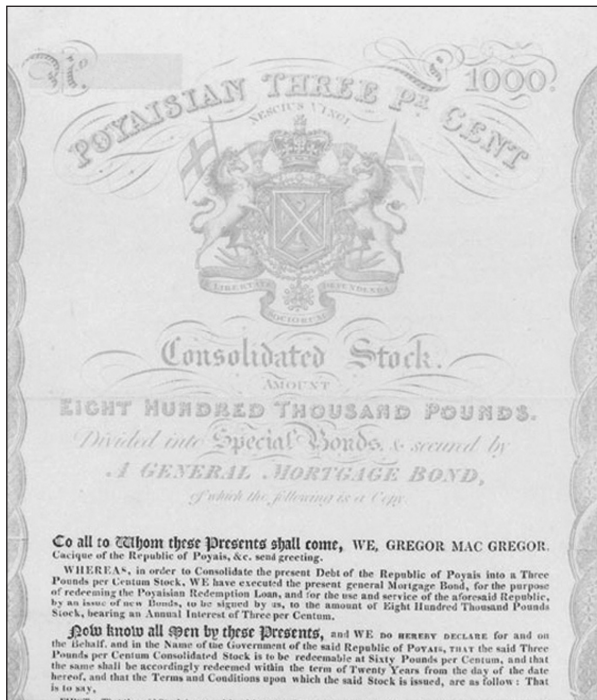 No
£ 1000.
POYAISIAN THREE PR CENT
NESCIUS VINCI
LIBERTATE SOCIORUM DEFENDENDA
Consolidated Stock.
AMOUNT
EIGHT HUNDRED THOUSAND POUNDS.
Divided into Special Bonds, & secured by
A GENERAL MORTGAGE BOND,
of which the following is a Copy.
To all to Whom these Presents shall come, WE, GREGOR MAC GREGOR.
Cacique of the Republic of Poyais, &c. send greeting.
WHEREAS, in order to Consolidate the present Debt of the Republic of Poyais into a Three
Pounds per Centum Stock, WE have executed the present general Mortgage Bond, for the purpose
of redeeming the Poyaisian Redemption Loan, and for the use and service of the aforesaid Republic,
by an issue of new Bonds, to be signed by us, to the amount of Eight Hundred Thousand Pounds
Stock, bearing an Annual Interest of Three per Centum.
Now know all Men by these Presents, and WE DO HEREBY DECLARE for and on
the Behalf, and in the Name of the Government of the said Republic of POYAIS, THAT the said Three
Pounds per Centum Consolidated Stock is to be redeemable at Sixty Pounds per Centum, and that
the same shall be accordingly redeemed within the term of Twenty Years from the day of the date
hereof, and that the Terms and Conditions upon which the said Stock is issued, are as follow : That
is to say,